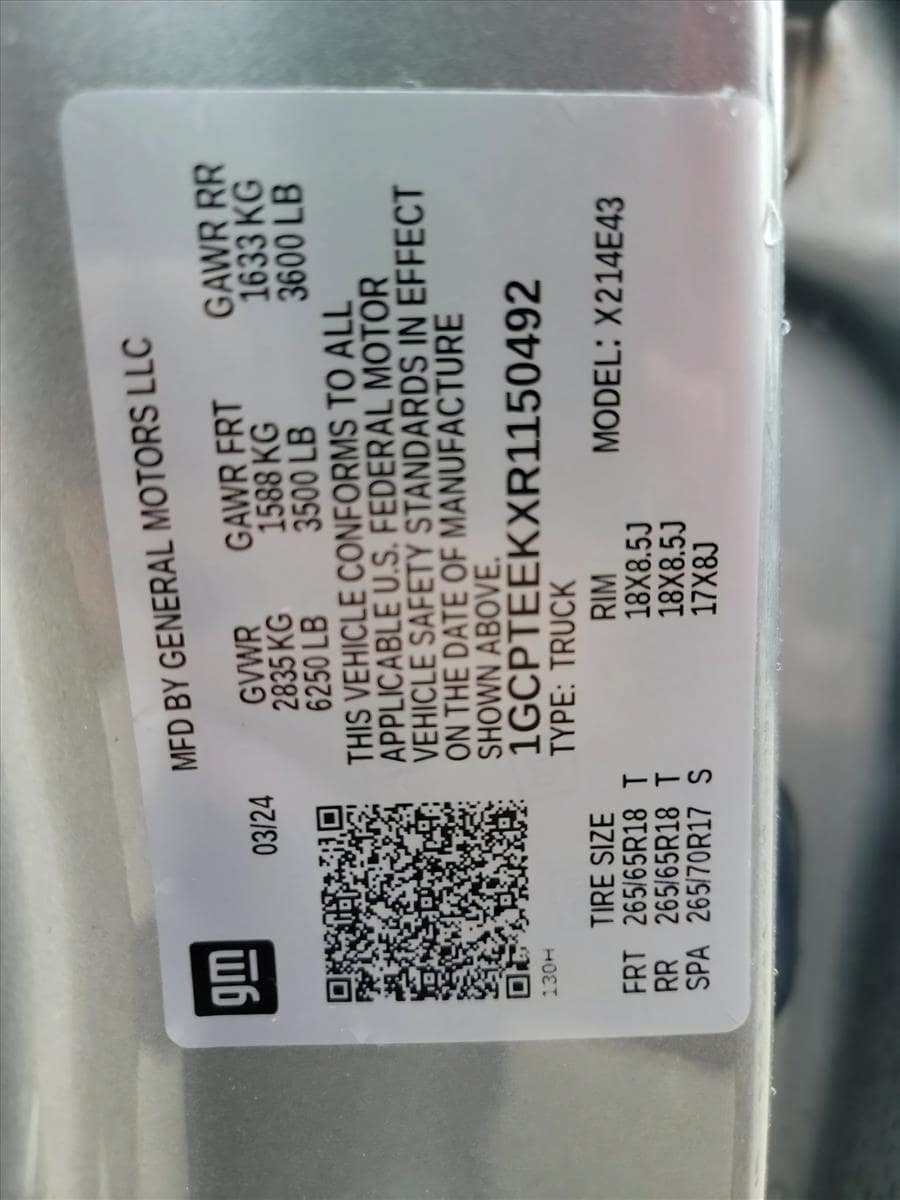 gm
MFD BY GENERAL MOTORS LLC
03/24
GVWR GAWR FRT GAWR RR
2835 KG 1588 KG 1633 KG
6250 LB 3500 LB 3600 LB
THIS VEHICLE CONFORMS TO ALL
APPLICABLE U.S. FEDERAL MOTOR
VEHICLE SAFETY STANDARDS IN EFFECT
ON THE DATE OF MANUFACTURE
SHOWN ABOVE.
1GCPTEEKXR1150492
130H
TYPE: TRUCK
TIRE SIZE RIM MODEL: X214E43
FRT 265/65R18 T 18X8.5J
RR 265/65R18 T 18X8.5J
SPA 265/70R17 S 17X8J